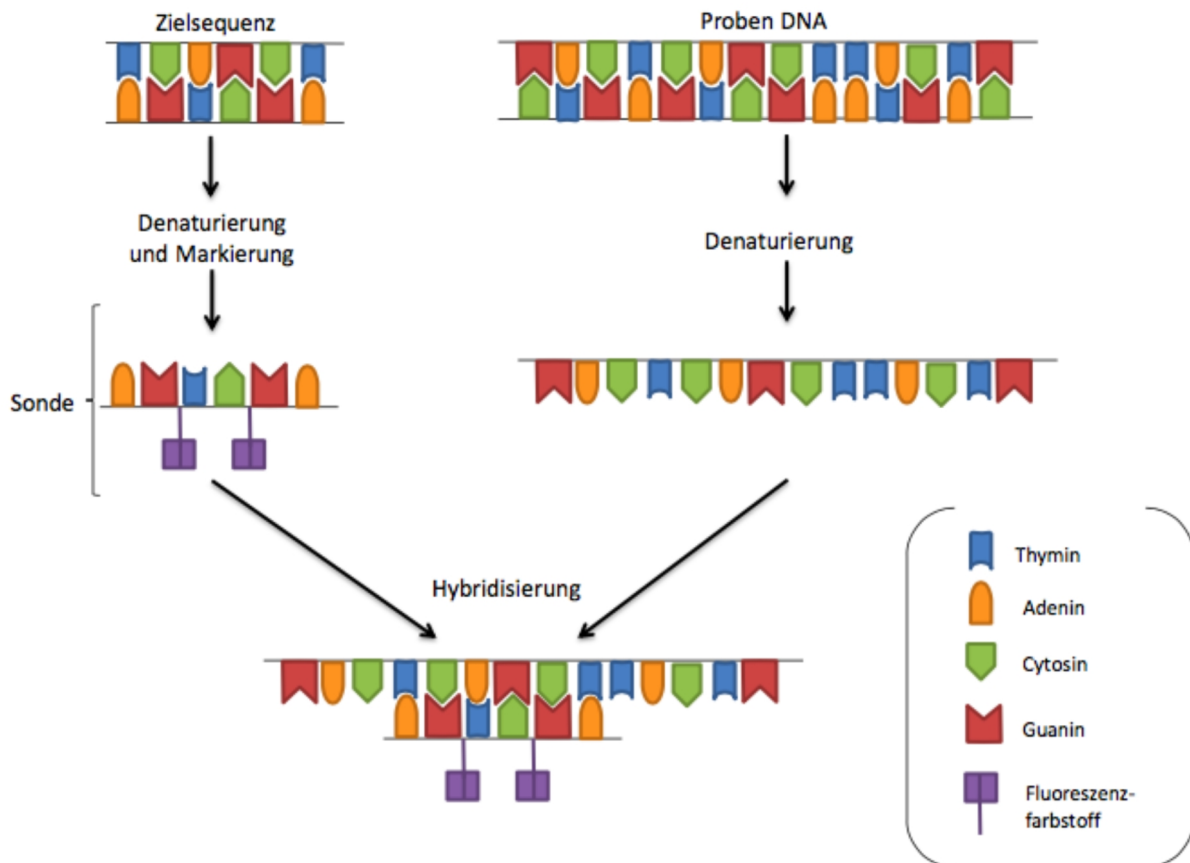 Zielsequenz
Proben DNA
Denaturierung
und Markierung
Denaturierung
Sonde
Hybridisierung
Thymin
Adenin
Cytosin
Guanin
Fluoreszenz-
farbstoff